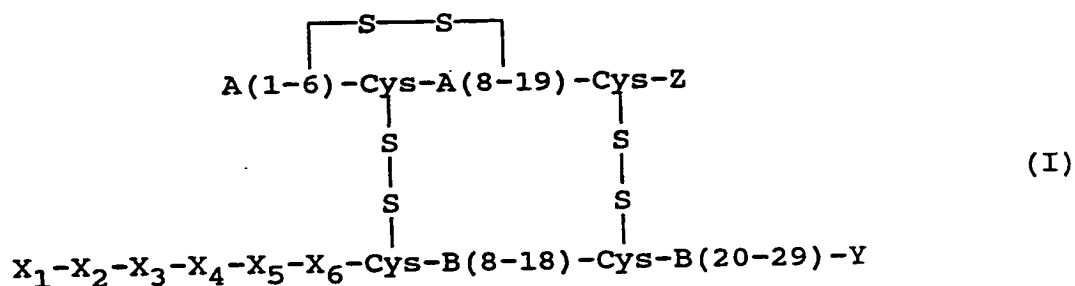 S S
A(1-6)-Cys-A(8-19)-Cys-Z
S S
(I)
S S
X1-X2-X3-X4-X5-X6-Cys-B(8-18)-Cys-B(20-29)-Y